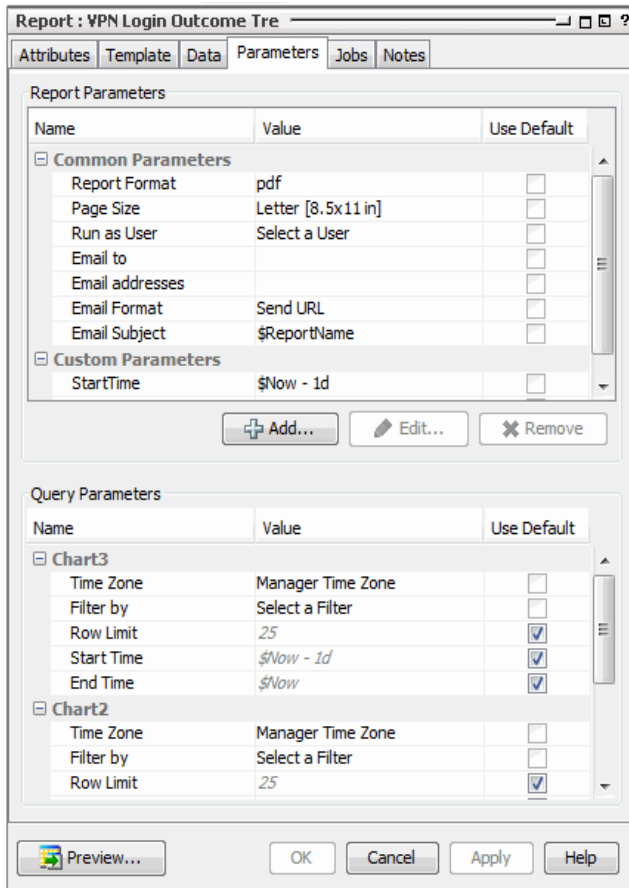 Report : VPN Login Outcome Tre
?
Attributes Template Data Parameters Jobs Notes
Report Parameters
Name Value Use Default
Common Parameters
Report Format pdf
Page Size Letter [8.5x11 in]
Run as User Select a User
Email to
Email addresses
Email Format Send URL
Email Subject $ReportName
Custom Parameters
StartTime $Now - 1d
Add... Edit... Remove
Query Parameters
Name Value Use Default
Chart3
Time Zone Manager Time Zone
Filter by Select a Filter
Row Limit 25
Start Time $Now - 1d
End Time $Now
Chart2
Time Zone Manager Time Zone
Filter by Select a Filter
Row Limit 25
Preview... OK Cancel Apply Help